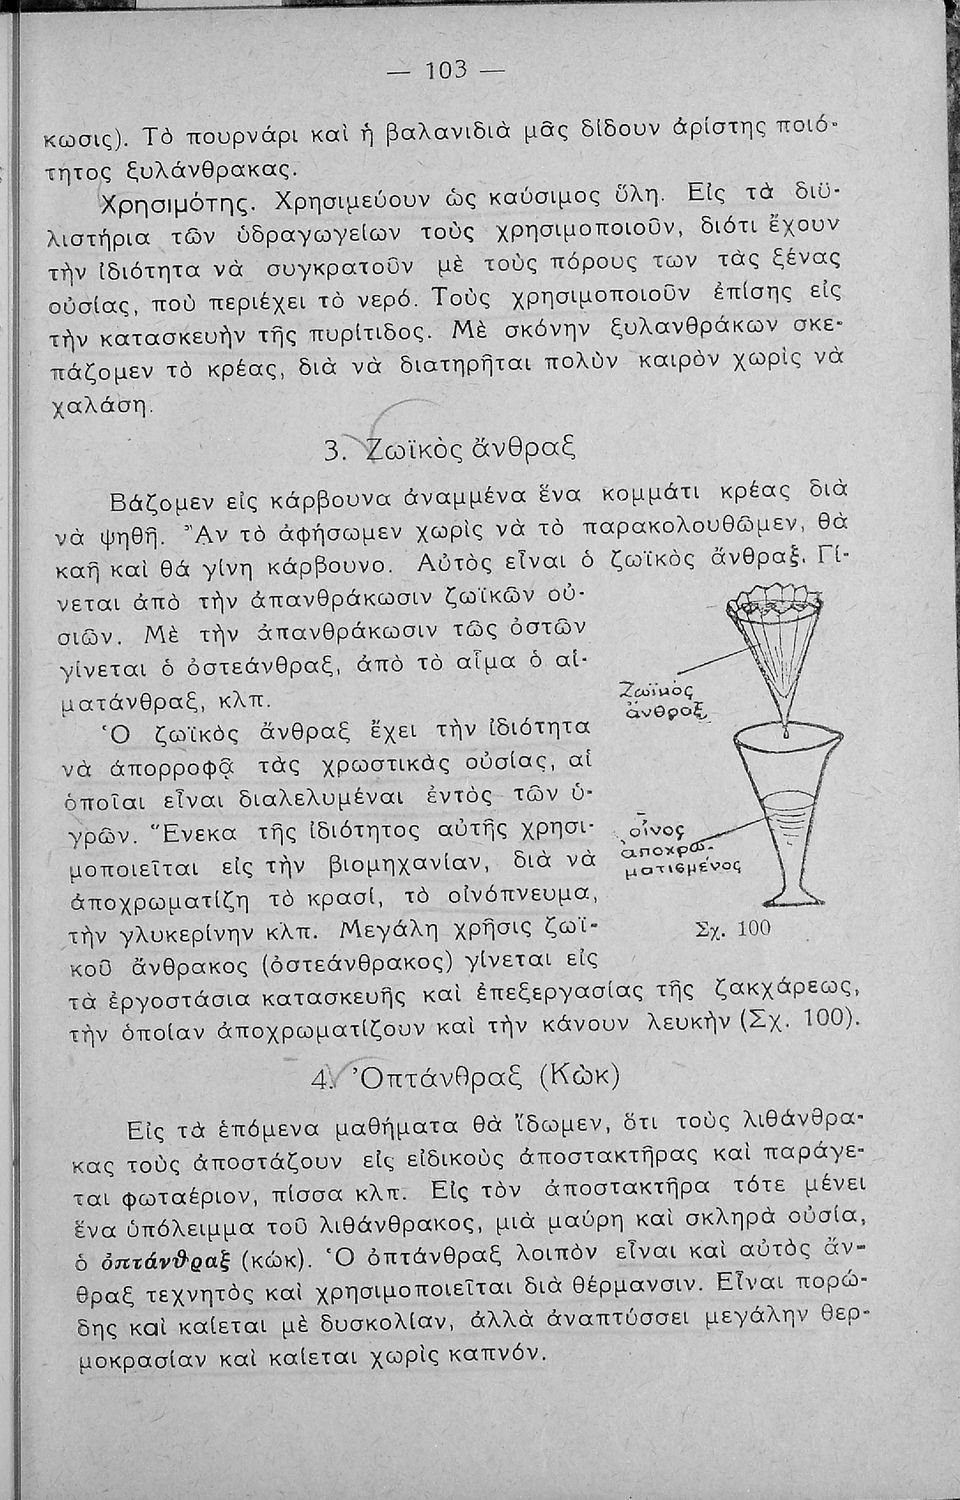 — 103 —
κωσις). Τὸ πουρνάρι καὶ ἡ βαλανιδιὰ μᾶς δίδουν ἀρίστης ποιό-
τητος ξυλάνθρακας.
Χρησιμότης. Χρησιμεύουν ὡς καύσιμος ὕλη. Εἰς τὰ διϋ-
λιστήρια τῶν ὑδραγωγείων τοὺς χρησιμοποιοῦν, διότι ἔχουν
τὴν ἰδιότητα νὰ συγκρατοῦν μὲ τοὺς πόρους των τὰς ξένας
οὐσίας, ποὺ περιέχει τὸ νερό. Τοὺς χρησιμοποιοῦν ἐπίσης εἰς
τὴν κατασκευὴν τῆς πυρίτιδος. Μὲ σκόνην ξυλανθράκων σκε-
πάζομεν τὸ κρέας, διὰ νὰ διατηρῆται πολὺν καιρὸν χωρὶς νὰ
χαλάσῃ.
3. Ζωϊκὸς ἄνθραξ
Βάζομεν εἰς κάρβουνα ἀναμμένα ἕνα κομμάτι κρέας διὰ
νὰ ψηθῇ. Ἂν τὸ ἀφήσωμεν χωρὶς νὰ τὸ παρακολουθῶμεν, θὰ
καῇ καὶ θά γίνῃ κάρβουνο. Αὐτὸς εἶναι ὁ ζωϊκὸς ἄνθραξ. Γί-
νεται ἀπὸ τὴν ἀπανθράκωσιν ζωϊκῶν οὐ-
σιῶν. Μὲ τὴν ἀπανθράκωσιν τῶς ὀστῶν
γίνεται ὁ ὀστεάνθραξ, ἀπὸ τὸ αἷμα ὁ αἱ-
ματάνθραξ, κλπ.
Ὁ ζωϊκὸς ἄνθραξ ἔχει τὴν ἰδιότητα
νὰ ἀπορροφᾷ τὰς χρωστικὰς οὐσίας, αἱ
ὁποῖαι εἶναι διαλελυμέναι ἐντὸς τῶν ὑ-
γρῶν. Ἕνεκα τῆς ἰδιότητος αὐτῆς χρησι-
μοποιεῖται εἰς τὴν βιομηχανίαν, διὰ νὰ
ἀποχρωματίζῃ τὸ κρασί, τὸ οἰνόπνευμα,
τὴν γλυκερίνην κλπ. Μεγάλη χρῆσις ζωϊ-
κοῦ ἄνθρακος (ὀστεάνθρακος) γίνεται εἰς
τὰ ἐργοστάσια κατασκευῆς καὶ ἐπεξεργασίας τῆς ζακχάρεως,
τὴν ὁποίαν ἀποχρωματίζουν καὶ τὴν κάνουν λευκὴν (Σχ. 100).
Ζωϊκὸς
ἄνθραξ
οἶνος
ἀποχρω-
ματισμένος
Σχ. 100
4. Ὀπτάνθραξ (Κὼκ)
Εἰς τὰ ἑπόμενα μαθήματα θὰ ἴδωμεν, ὅτι τοὺς λιθάνθρα-
κας τοὺς ἀποστάζουν εἰς εἰδικοὺς ἀποστακτῆρας καὶ παράγε-
ται φωταέριον, πίσσα κλπ. Εἰς τὸν ἀποστακτῆρα τότε μένει
ἕνα ὑπόλειμμα τοῦ λιθάνθρακος, μιὰ μαύρη καὶ σκληρὰ οὐσία,
ὁ ὀπτάνθραξ (κώκ). Ὁ ὀπτάνθραξ λοιπὸν εἶναι καὶ αὐτὸς ἄν-
θραξ τεχνητὸς καὶ χρησιμοποιεῖται διὰ θέρμανσιν. Εἶναι πορώ-
δης καὶ καίεται μὲ δυσκολίαν, ἀλλὰ ἀναπτύσσει μεγάλην θερ-
μοκρασίαν καὶ καίεται χωρὶς καπνόν.